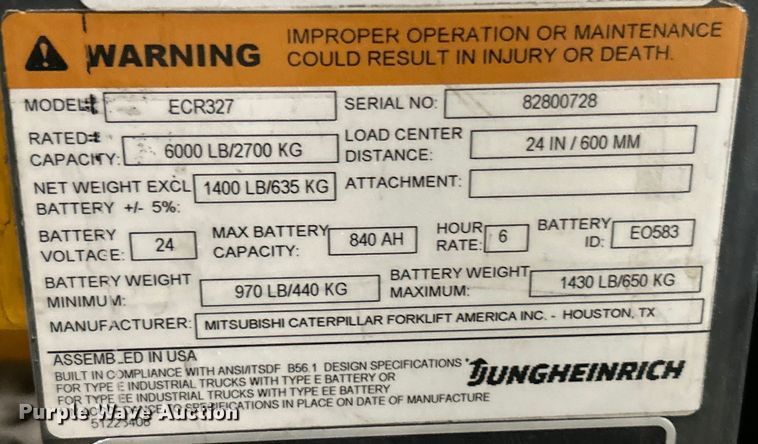 WARNING
IMPROPER OPERATION OR MAINTENANCE
COULD RESULT IN INJURY OR DEATH.
MODEL: ECR327 SERIAL NO: 82800728
RATED CAPACITY: 6000 LB/2700 KG LOAD CENTER DISTANCE: 24 IN / 600 MM
NET WEIGHT EXCL BATTERY +/- 5%: 1400 LB/635 KG ATTACHMENT:
BATTERY VOLTAGE: 24 MAX BATTERY CAPACITY: 840 AH HOUR RATE: 6 BATTERY ID: EO583
BATTERY WEIGHT MINIMUM: 970 LB/440 KG BATTERY WEIGHT MAXIMUM: 1430 LB/650 KG
MANUFACTURER: MITSUBISHI CATERPILLAR FORKLIFT AMERICA INC. - HOUSTON, TX
ASSEMBLED IN USA
BUILT IN COMPLIANCE WITH ANSI/ITSDF B56.1 DESIGN SPECIFICATIONS
FOR TYPE E INDUSTRIAL TRUCKS WITH TYPE E BATTERY OR
FOR TYPE EE INDUSTRIAL TRUCKS WITH TYPE EE BATTERY
SPECIFICATIONS IN PLACE ON DATE OF MANUFACTURE
JUNGHEINRICH
51225406
Purple Wave Auction